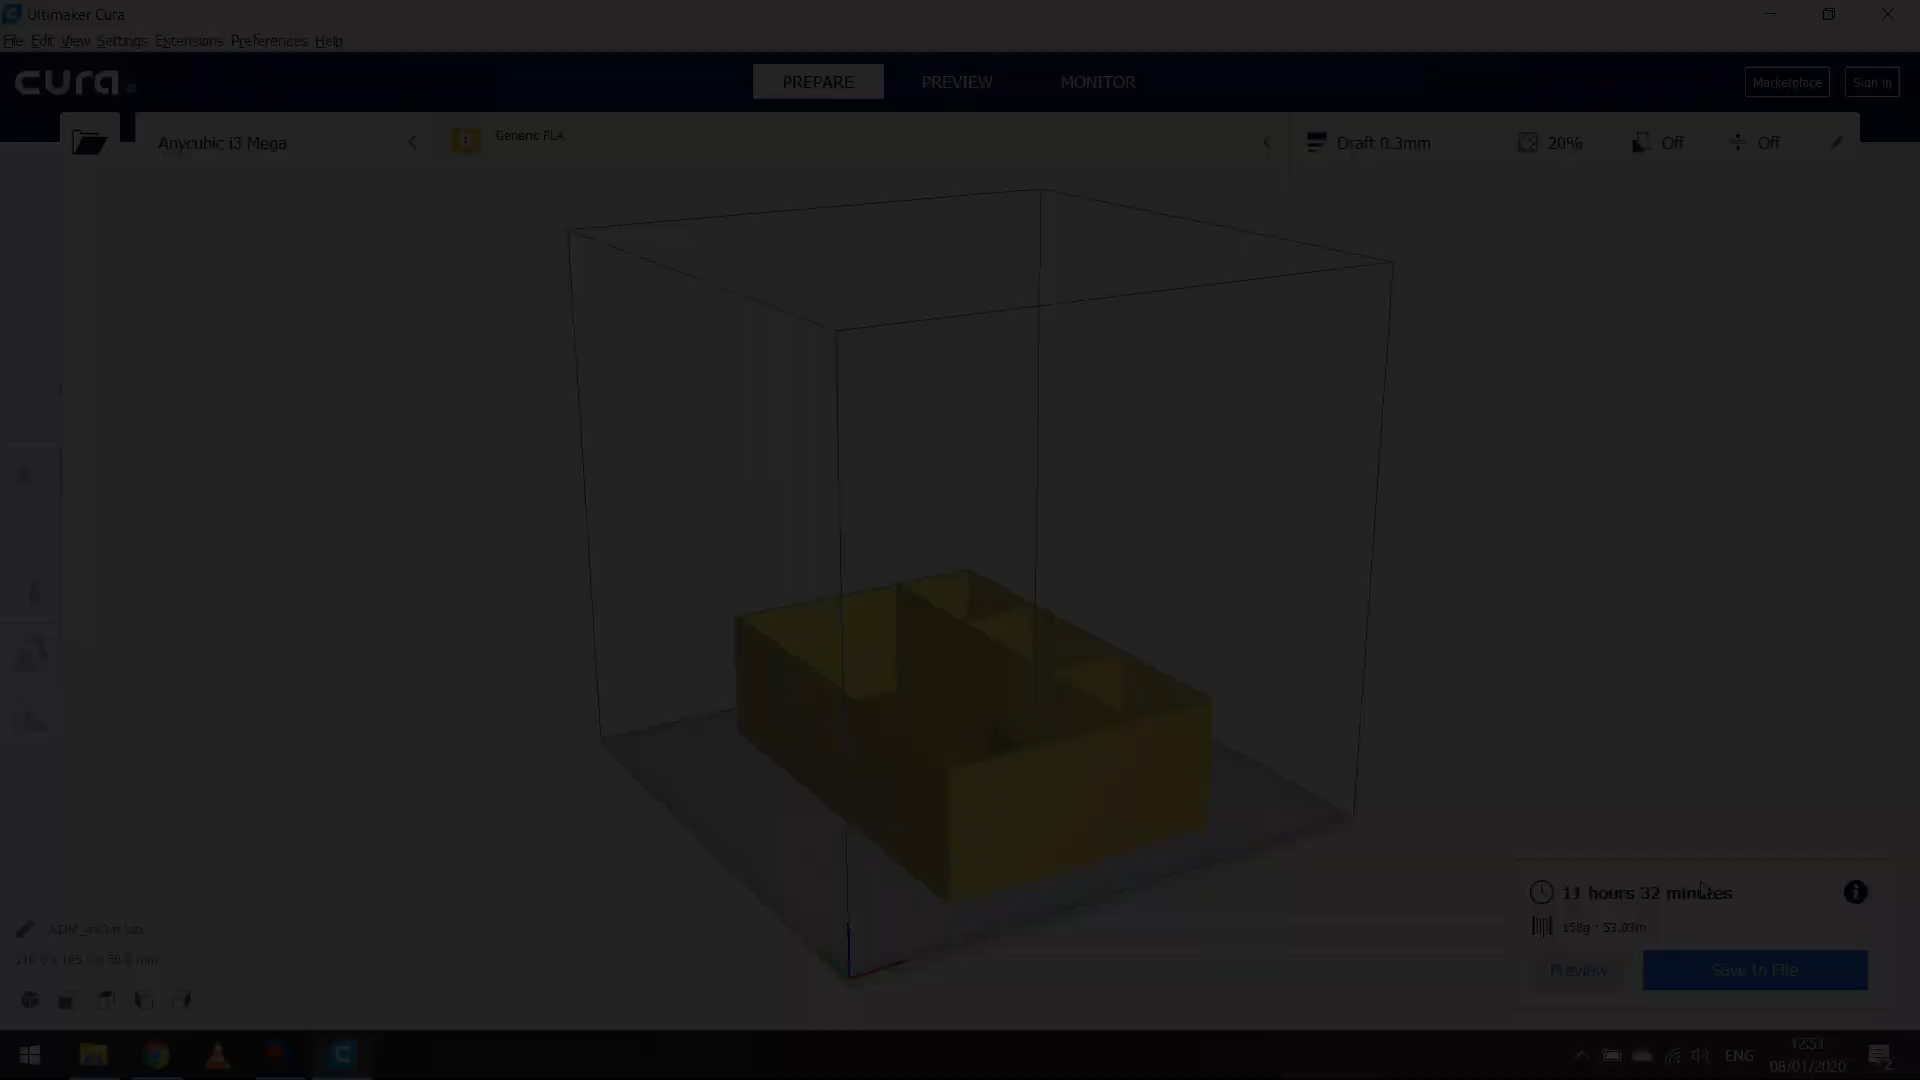 Ultimaker Cura
File Edit View Settings Extensions Preferences Help
cura.
PREPARE PREVIEW MONITOR Marketplace Sign in
Anycubic i3 Mega Generic PLA Draft 0.3mm 20% Off Off
11 hours 32 minutes
158g · 53.03m
Preview Save to File
ENG
12:53
08/01/2020